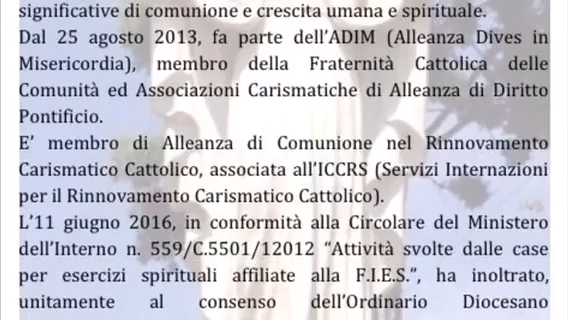 significative di comunione e crescita umana e spirituale.
Dal 25 agosto 2013, fa parte dell'ADIM (Alleanza Dives in
Misericordia), membro della Fraternità Cattolica delle
Comunità ed Associazioni Carismatiche di Alleanza di Diritto
Pontificio.
E' membro di Alleanza di Comunione nel Rinnovamento
Carismatico Cattolico, associata all'ICCRS (Servizi Internazioni
per il Rinnovamento Carismatico Cattolico).
L'11 giugno 2016, in conformità alla Circolare del Ministero
dell'Interno n. 559/C.5501/12012 “Attività svolte dalle case
per esercizi spirituali affiliate alla F.I.E.S.”, ha inoltrato,
unitamente al consenso dell'Ordinario Diocesano